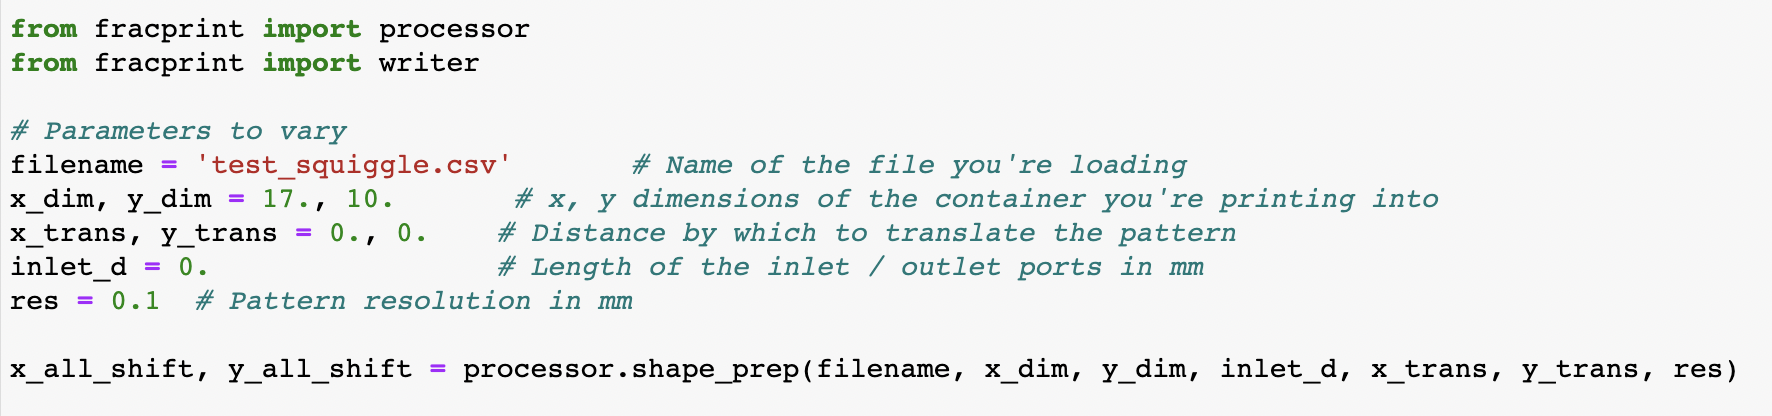 from fracprint import processor
from fracprint import writer
# Parameters to vary
filename = 'test_squiggle.csv' # Name of the file you're loading
x_dim, y_dim = 17., 10. # x, y dimensions of the container you're printing into
x_trans, y_trans = 0., 0. # Distance by which to translate the pattern
inlet_d = 0. # Length of the inlet / outlet ports in mm
res = 0.1 # Pattern resolution in mm
x_all_shift, y_all_shift = processor.shape_prep(filename, x_dim, y_dim, inlet_d, x_trans, y_trans, res)